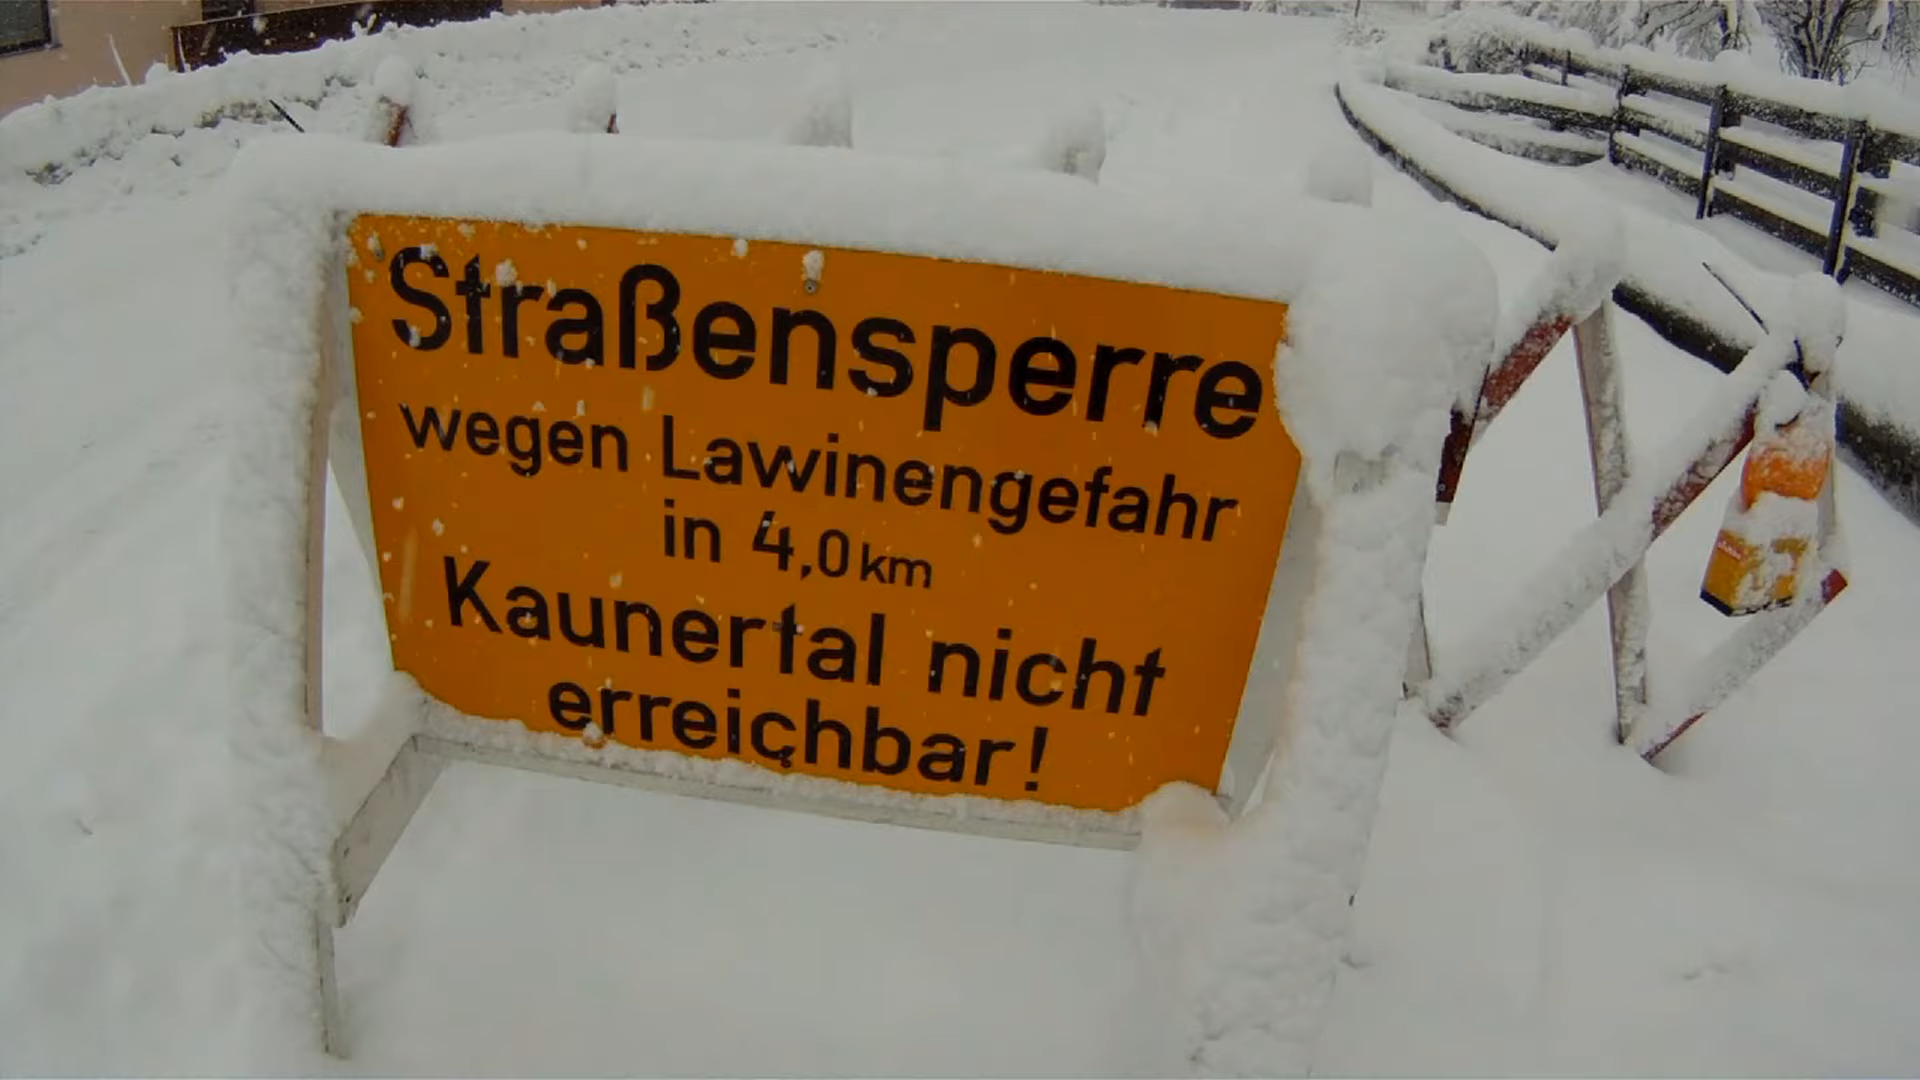 Straßensperre
wegen Lawinengefahr
in 4,0 km
Kaunertal nicht
erreichbar!